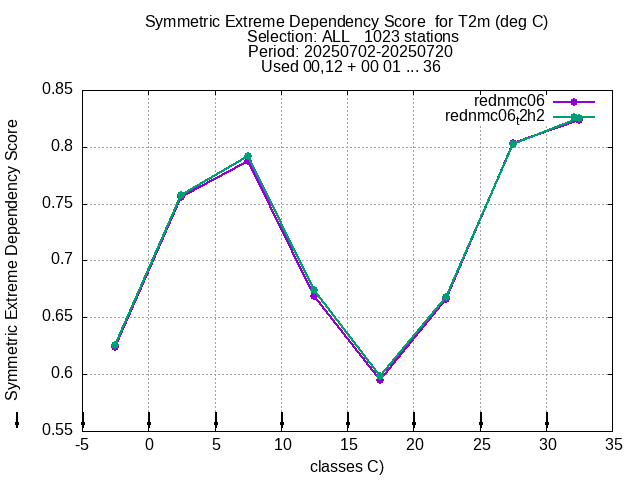 Symmetric Extreme Dependency Score  for T2m (deg C)
Selection: ALL   1023 stations
Period: 20250702-20250720
Used 00,12 + 00 01 ... 36
rednmc06
rednmc06_t2h2
Symmetric Extreme Dependency Score
0.85
0.8
0.75
0.7
0.65
0.6
0.55
-5 0 5 10 15 20 25 30 35
classes C)